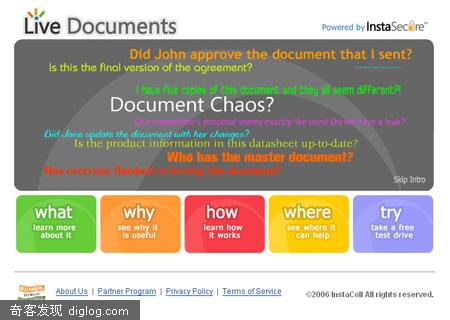 Live Documents
Powered by InstaSecure™
Did John approve the document that I sent?
Is this the final version of the agreement?
I have five copies of this document and they all seem different?!
Document Chaos?
Our competitor's proposal seems exactly like ours! Do we have a leak?
Did Jane update the document with her changes?
Is the product information in this datasheet up-to-date?
Who has the master document?
Has everyone finished reviewing this document?
Skip Intro
what
learn more
about it
why
see why it
is useful
how
learn how
it works
where
see where it
can help
try
take a free
test drive
About Us | Partner Program | Privacy Policy | Terms of Service
©2006 InstaColl All rights reserved.
奇客发现 diglog.com